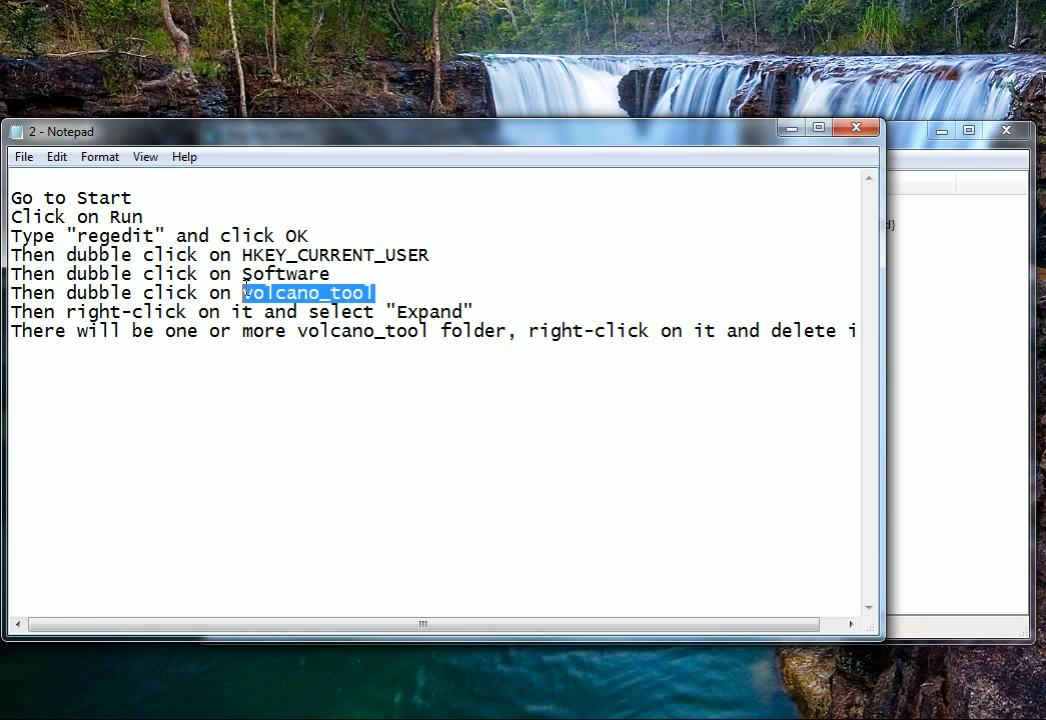 2 - Notepad
File Edit Format View Help
Go to Start
Click on Run
Type "regedit" and click OK
Then dubble click on HKEY_CURRENT_USER
Then dubble click on Software
Then dubble click on volcano_tool
Then right-click on it and select "Expand"
There will be one or more volcano_tool folder, right-click on it and delete i
d}